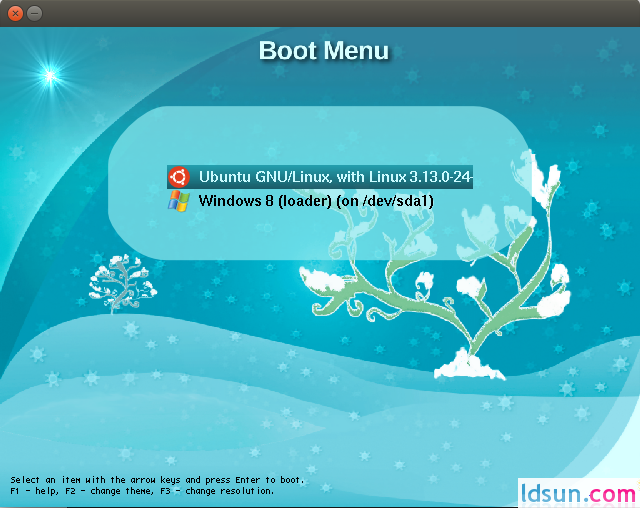 Boot Menu
Ubuntu GNU/Linux, with Linux 3.13.0-24-
Windows 8 (loader) (on /dev/sda1)
Select an item with the arrow keys and press Enter to boot.
F1 - help, F2 - change theme, F3 - change resolution.
ldsun.com